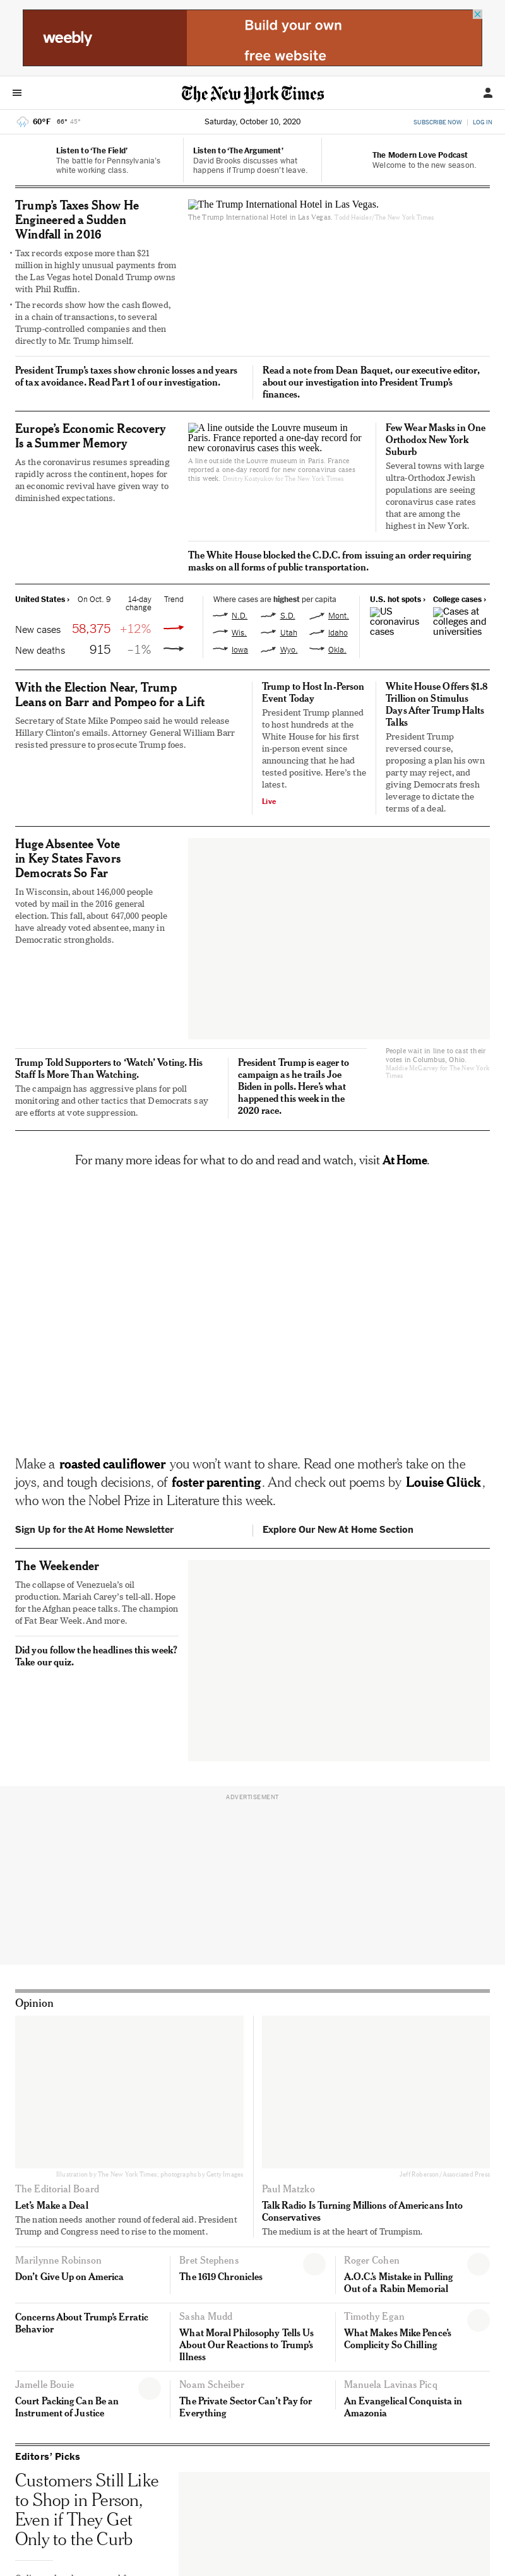 weebly
Build your own
free website
The New York Times
60°F 66° 45°
Saturday, October 10, 2020
SUBSCRIBE NOW
LOG IN
Listen to ‘The Field’
The battle for Pennsylvania’s
white working class.
Listen to ‘The Argument’
David Brooks discusses what
happens if Trump doesn’t leave.
The Modern Love Podcast
Welcome to the new season.
Trump’s Taxes Show He
Engineered a Sudden
Windfall in 2016
• Tax records expose more than $21
million in highly unusual payments from
the Las Vegas hotel Donald Trump owns
with Phil Ruffin.
• The records show how the cash flowed,
in a chain of transactions, to several
Trump-controlled companies and then
directly to Mr. Trump himself.
The Trump International Hotel in Las Vegas.
The Trump International Hotel in Las Vegas. Todd Heisler/The New York Times
President Trump’s taxes show chronic losses and years
of tax avoidance. Read Part 1 of our investigation.
Read a note from Dean Baquet, our executive editor,
about our investigation into President Trump’s
finances.
Europe’s Economic Recovery
Is a Summer Memory
As the coronavirus resumes spreading
rapidly across the continent, hopes for
an economic revival have given way to
diminished expectations.
A line outside the Louvre museum in
Paris. France reported a one-day record for
new coronavirus cases this week.
A line outside the Louvre museum in Paris. France
reported a one-day record for new coronavirus cases
this week. Dmitry Kostyukov for The New York Times
Few Wear Masks in One
Orthodox New York
Suburb
Several towns with large
ultra-Orthodox Jewish
populations are seeing
coronavirus case rates
that are among the
highest in New York.
The White House blocked the C.D.C. from issuing an order requiring
masks on all forms of public transportation.
United States ›
On Oct. 9
14-day
change
Trend
New cases 58,375 +12%
New deaths 915 –1%
Where cases are highest per capita
N.D. S.D. Mont.
Wis. Utah Idaho
Iowa Wyo. Okla.
U.S. hot spots ›
US
coronavirus
cases
College cases ›
Cases at
colleges and
universities
With the Election Near, Trump
Leans on Barr and Pompeo for a Lift
Secretary of State Mike Pompeo said he would release
Hillary Clinton’s emails. Attorney General William Barr
resisted pressure to prosecute Trump foes.
Trump to Host In-Person
Event Today
President Trump planned
to host hundreds at the
White House for his first
in-person event since
announcing that he had
tested positive. Here’s the
latest.
Live
White House Offers $1.8
Trillion on Stimulus
Days After Trump Halts
Talks
President Trump
reversed course,
proposing a plan his own
party may reject, and
giving Democrats fresh
leverage to dictate the
terms of a deal.
Huge Absentee Vote
in Key States Favors
Democrats So Far
In Wisconsin, about 146,000 people
voted by mail in the 2016 general
election. This fall, about 647,000 people
have already voted absentee, many in
Democratic strongholds.
People wait in line to cast their
votes in Columbus, Ohio.
Maddie McGarvey for The New York
Times
Trump Told Supporters to ‘Watch’ Voting. His
Staff Is More Than Watching.
The campaign has aggressive plans for poll
monitoring and other tactics that Democrats say
are efforts at vote suppression.
President Trump is eager to
campaign as he trails Joe
Biden in polls. Here’s what
happened this week in the
2020 race.
For many more ideas for what to do and read and watch, visit At Home.
Make a roasted cauliflower you won’t want to share. Read one mother’s take on the
joys, and tough decisions, of foster parenting. And check out poems by Louise Glück,
who won the Nobel Prize in Literature this week.
Sign Up for the At Home Newsletter
Explore Our New At Home Section
The Weekender
The collapse of Venezuela’s oil
production. Mariah Carey’s tell-all. Hope
for the Afghan peace talks. The champion
of Fat Bear Week. And more.
Did you follow the headlines this week?
Take our quiz.
ADVERTISEMENT
Opinion
Illustration by The New York Times; photographs by Getty Images
The Editorial Board
Let’s Make a Deal
The nation needs another round of federal aid. President
Trump and Congress need to rise to the moment.
Jeff Roberson/Associated Press
Paul Matzko
Talk Radio Is Turning Millions of Americans Into
Conservatives
The medium is at the heart of Trumpism.
Marilynne Robinson
Don’t Give Up on America
Bret Stephens
The 1619 Chronicles
Roger Cohen
A.O.C.’s Mistake in Pulling
Out of a Rabin Memorial
Concerns About Trump’s Erratic
Behavior
Sasha Mudd
What Moral Philosophy Tells Us
About Our Reactions to Trump’s
Illness
Timothy Egan
What Makes Mike Pence’s
Complicity So Chilling
Jamelle Bouie
Court Packing Can Be an
Instrument of Justice
Noam Scheiber
The Private Sector Can’t Pay for
Everything
Manuela Lavinas Picq
An Evangelical Conquista in
Amazonia
Editors’ Picks
Customers Still Like
to Shop in Person,
Even if They Get
Only to the Curb